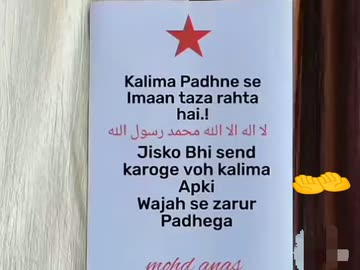 Kalima Padhne se
Imaan taza rahta
hai.!
لا اله الا الله محمد رسول الله
Jisko Bhi send
karoge voh kalima
Apki
Wajah se zarur
Padhega
mohd anas